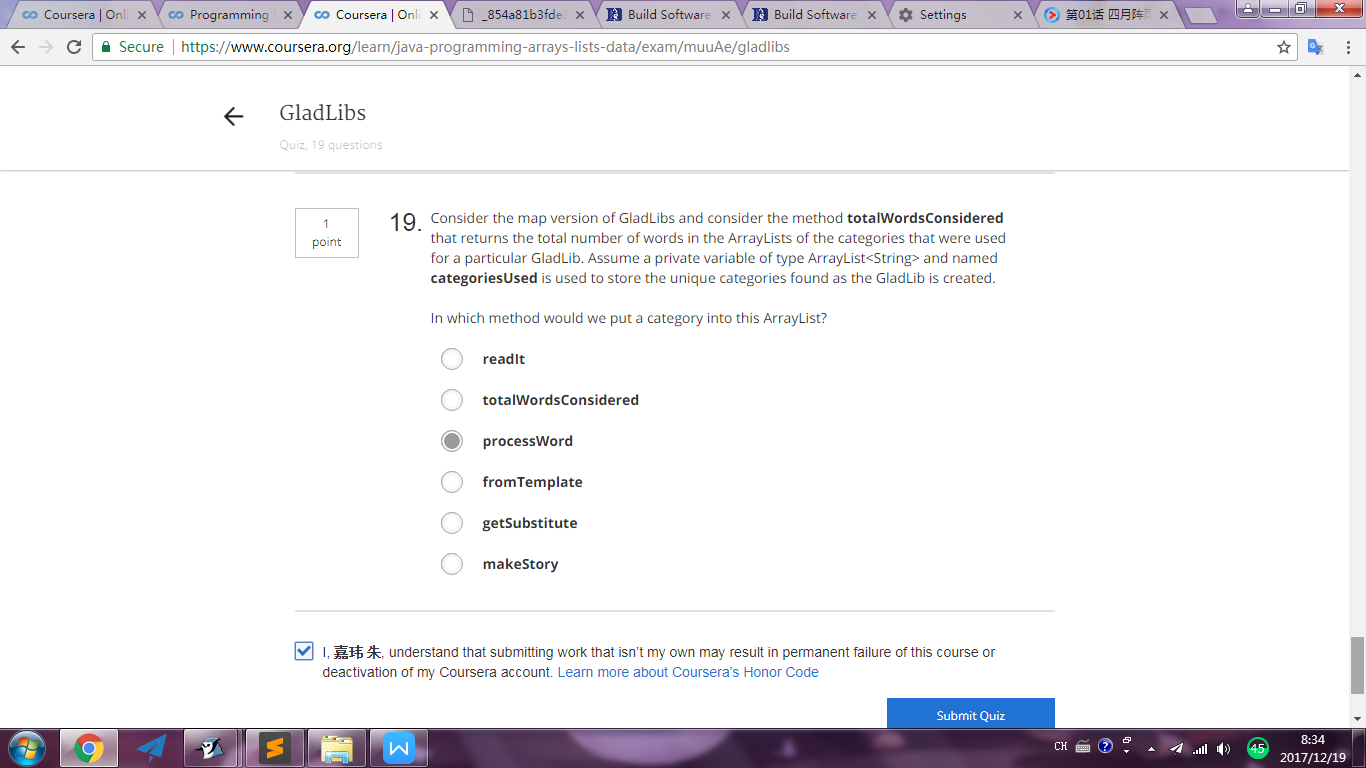 Coursera | Onli
Programming
Coursera | Onli
_854a81b3fde
Build Software
Build Software
Settings
第01话 四月阵
Secure
https://www.coursera.org/learn/java-programming-arrays-lists-data/exam/muuAe/gladlibs
GladLibs
Quiz, 19 questions
1
point
19.
Consider the map version of GladLibs and consider the method totalWordsConsidered
that returns the total number of words in the ArrayLists of the categories that were used
for a particular GladLib. Assume a private variable of type ArrayList<String> and named
categoriesUsed is used to store the unique categories found as the GladLib is created.
In which method would we put a category into this ArrayList?
readIt
totalWordsConsidered
processWord
fromTemplate
getSubstitute
makeStory
I, 嘉玮 朱, understand that submitting work that isn't my own may result in permanent failure of this course or
deactivation of my Coursera account. Learn more about Coursera's Honor Code
Submit Quiz
CH
45
8:34
2017/12/19